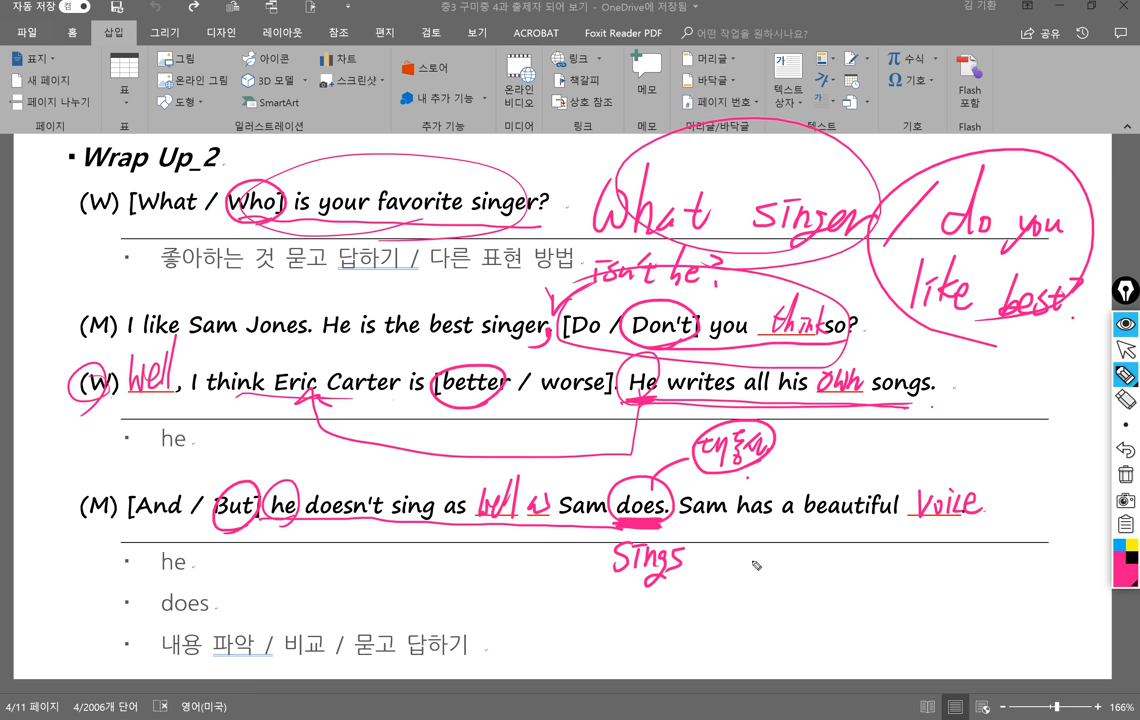 자동 저장 컴 중3 구미중 4과 출제자 되어 보기 - OneDrive에 저장됨 김 기환
파일 홈 삽입 그리기 디자인 레이아웃 참조 편지 검토 보기 ACROBAT Foxit Reader PDF 어떤 작업을 원하시나요? 공유
표지 새 페이지 페이지 나누기 표 그림 온라인 그림 도형 아이콘 3D 모델 SmartArt 차트 스크린샷 스토어 내 추가 기능 온라인 비디오 링크 책갈피 상호 참조 메모 머리글 바닥글 페이지 번호 텍스트 상자 수식 기호 Flash 포함
페이지 표 일러스트레이션 추가 기능 미디어 링크 메모 머리글/바닥글 텍스트 기호 Flash
▪ Wrap Up_2
(W) [What / Who] is your favorite singer? What singer / do you
like best?
· 좋아하는 것 묻고 답하기 / 다른 표현 방법
isn't he?
(M) I like Sam Jones. He is the best singer, [Do / Don't] you think so?
(W) Well, I think Eric Carter is [better / worse]. He writes all his own songs.
· he
대동사
(M) [And / But] he doesn't sing as well as Sam does. Sam has a beautiful voice.
sings
· he
· does
· 내용 파악 / 비교 / 묻고 답하기
4/11 페이지 4/2006개 단어 영어(미국) 166%